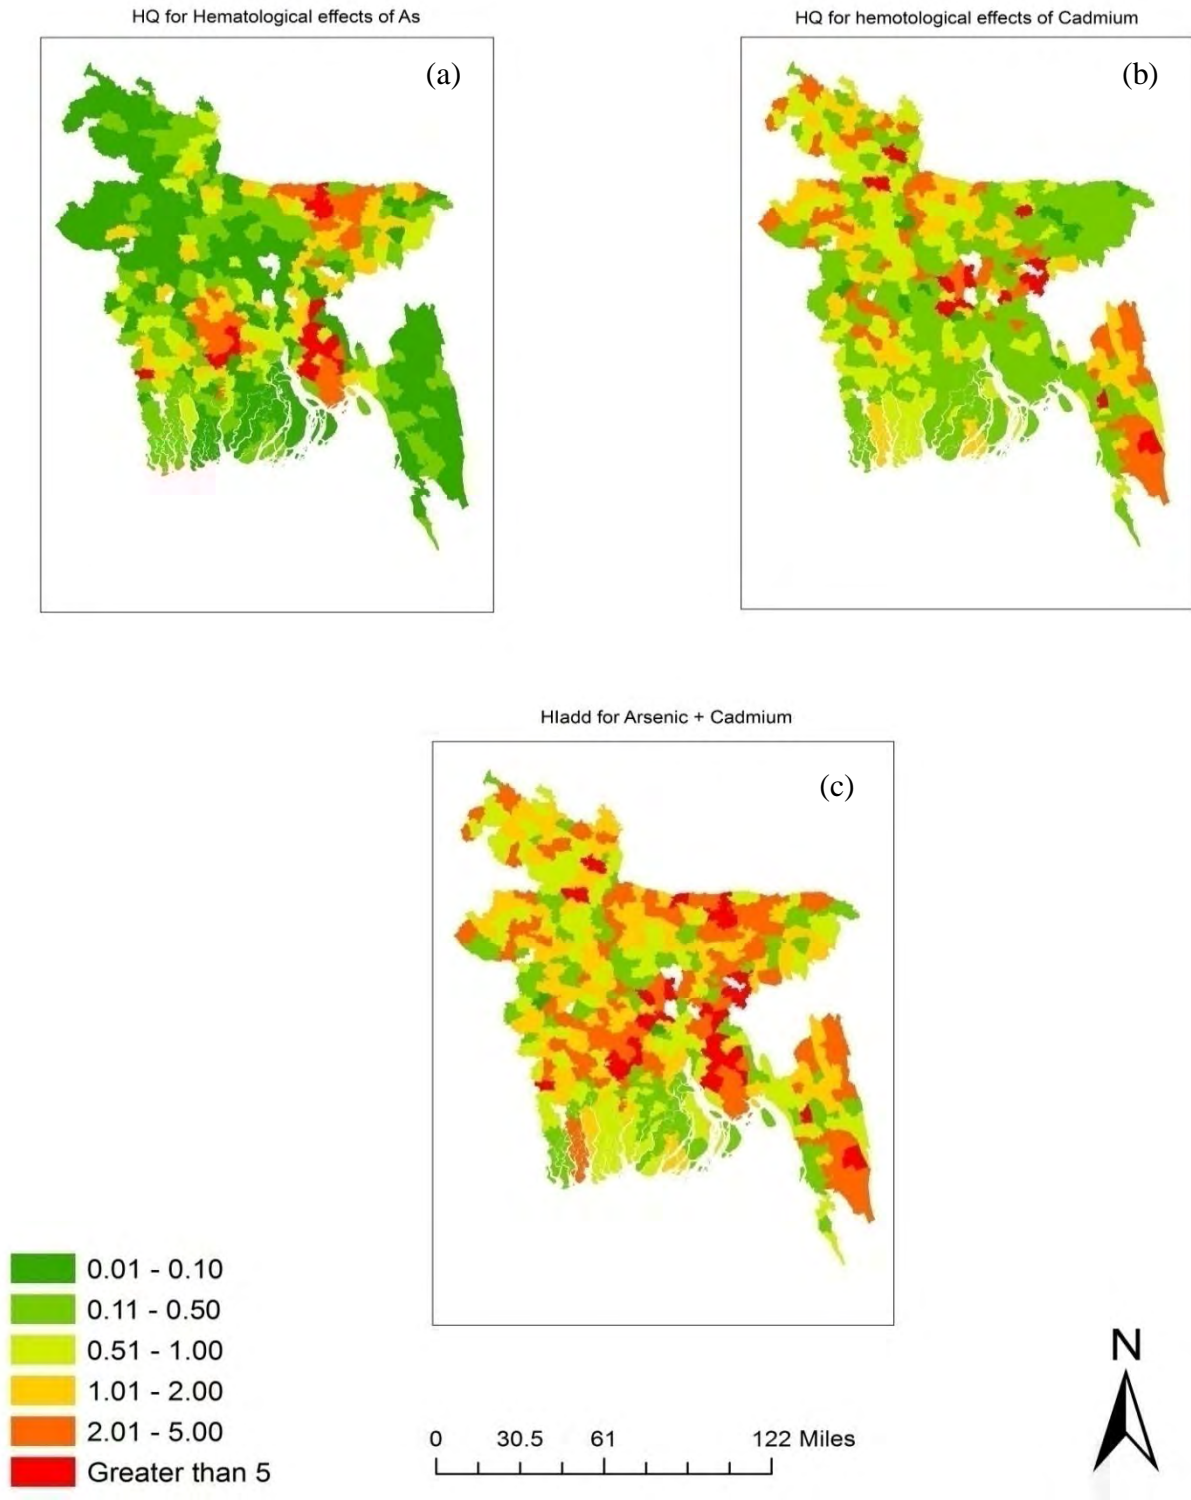 HQ for Hematological effects of As
HQ for hemotological effects of Cadmium
(a)
(b)
HIadd for Arsenic + Cadmium
(c)
0.01 - 0.10
0.11 - 0.50
0.51 - 1.00
1.01 - 2.00
2.01 - 5.00
Greater than 5
0 30.5 61 122 Miles
N